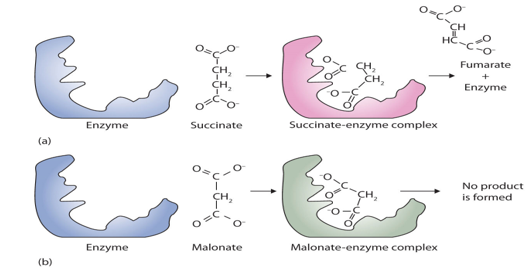 O O⁻
C
CH
HC C O
O⁻
Fumarate
+
Enzyme
O O⁻
C
CH₂
CH₂
C
O O⁻
O⁻
C
O
CH₂
CH₂
⁻O C
O
Enzyme
Succinate
Succinate-enzyme complex
(a)
O O⁻
C
CH₂
C
O O⁻
⁻O
C
O CH₂
⁻O C
O
No product
is formed
Enzyme
Malonate
Malonate-enzyme complex
(b)